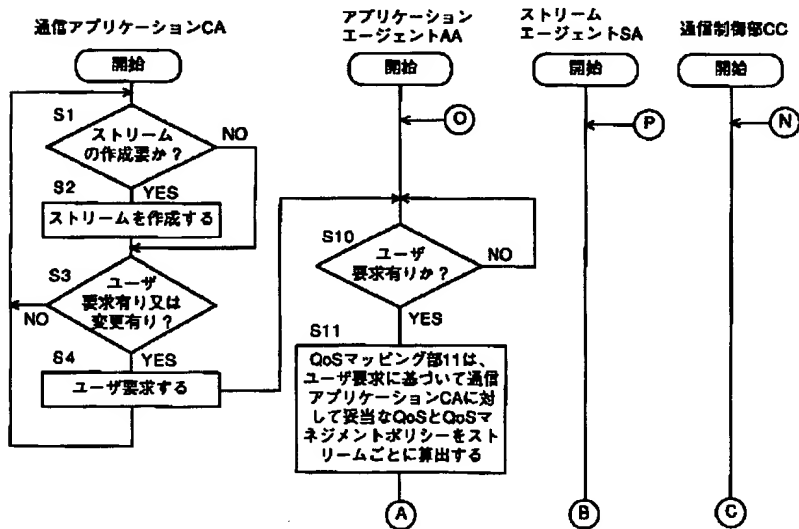 通信アプリケーションCA
開始
S1
ストリーム
の作成要か？
NO
S2
YES
ストリームを作成する
S3
ユーザ
要求有り又は
変更有り？
NO
S4
YES
ユーザ要求する
アプリケーション
エージェントAA
開始
O
S10
ユーザ
要求有りか？
NO
YES
S11
QoSマッピング部11は、
ユーザ要求に基づいて通信
アプリケーションCAに対
して妥当なQoSとQoSマ
ネジメントポリシーをスト
リームごとに算出する
A
ストリーム
エージェントSA
開始
P
B
通信制御部CC
開始
N
C